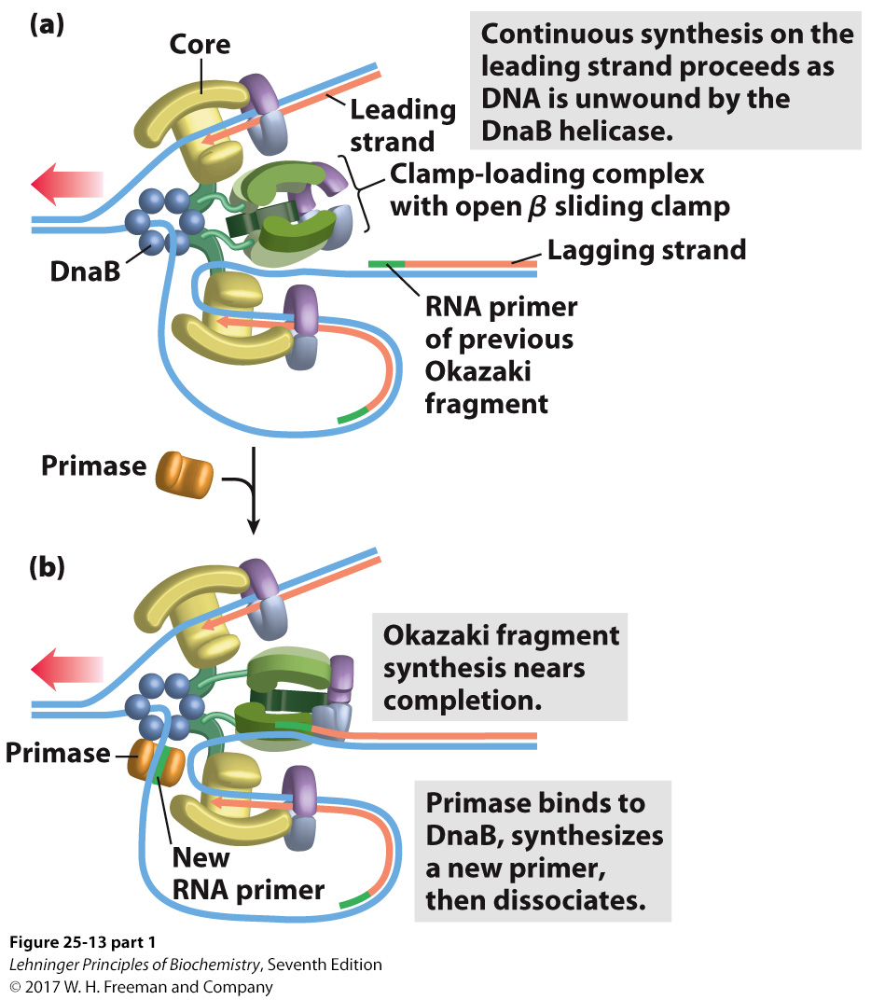 (a)
Core
Continuous synthesis on the
leading strand proceeds as
DNA is unwound by the
DnaB helicase.
Leading
strand
Clamp-loading complex
with open β sliding clamp
DnaB
Lagging strand
RNA primer
of previous
Okazaki
fragment
Primase
(b)
Okazaki fragment
synthesis nears
completion.
Primase
New
RNA primer
Primase binds to
DnaB, synthesizes
a new primer,
then dissociates.
Figure 25-13 part 1
Lehninger Principles of Biochemistry, Seventh Edition
© 2017 W. H. Freeman and Company